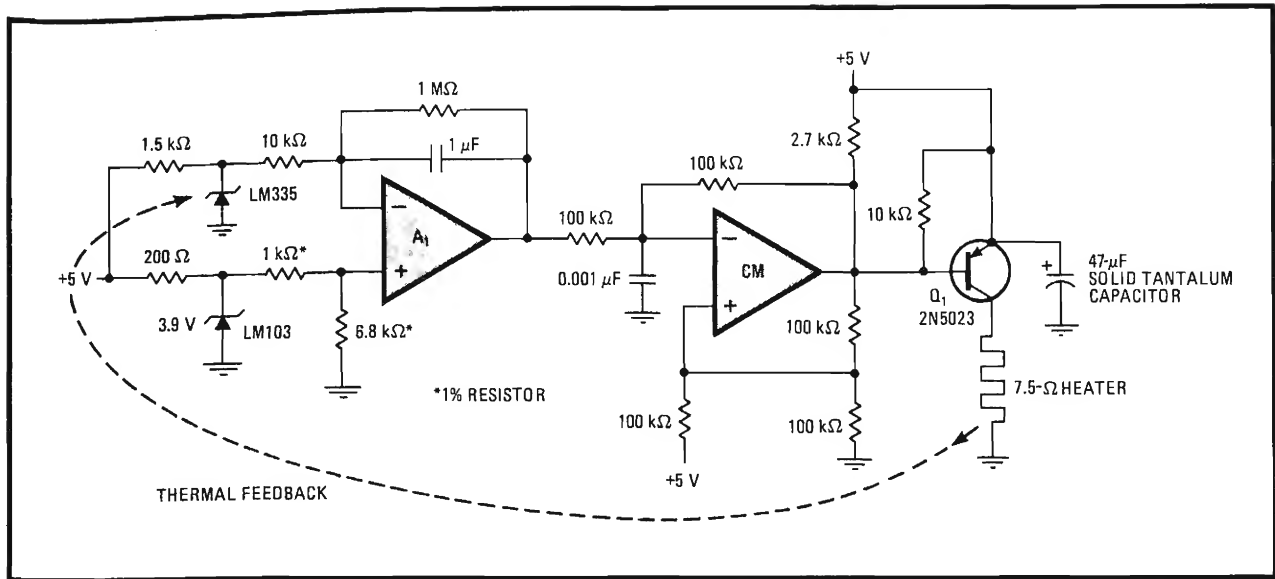 +5 V
1 MΩ
1.5 kΩ
10 kΩ
1 μF
2.7 kΩ
100 kΩ
LM335
10 kΩ
−
A1
+
100 kΩ
−
CM
+
+5 V
200 Ω
1 kΩ*
0.001 μF
47-μF
SOLID TANTALUM
CAPACITOR
+
Q1
2N5023
3.9 V
LM103
6.8 kΩ*
100 kΩ
*1% RESISTOR
7.5-Ω HEATER
100 kΩ
100 kΩ
+5 V
THERMAL FEEDBACK